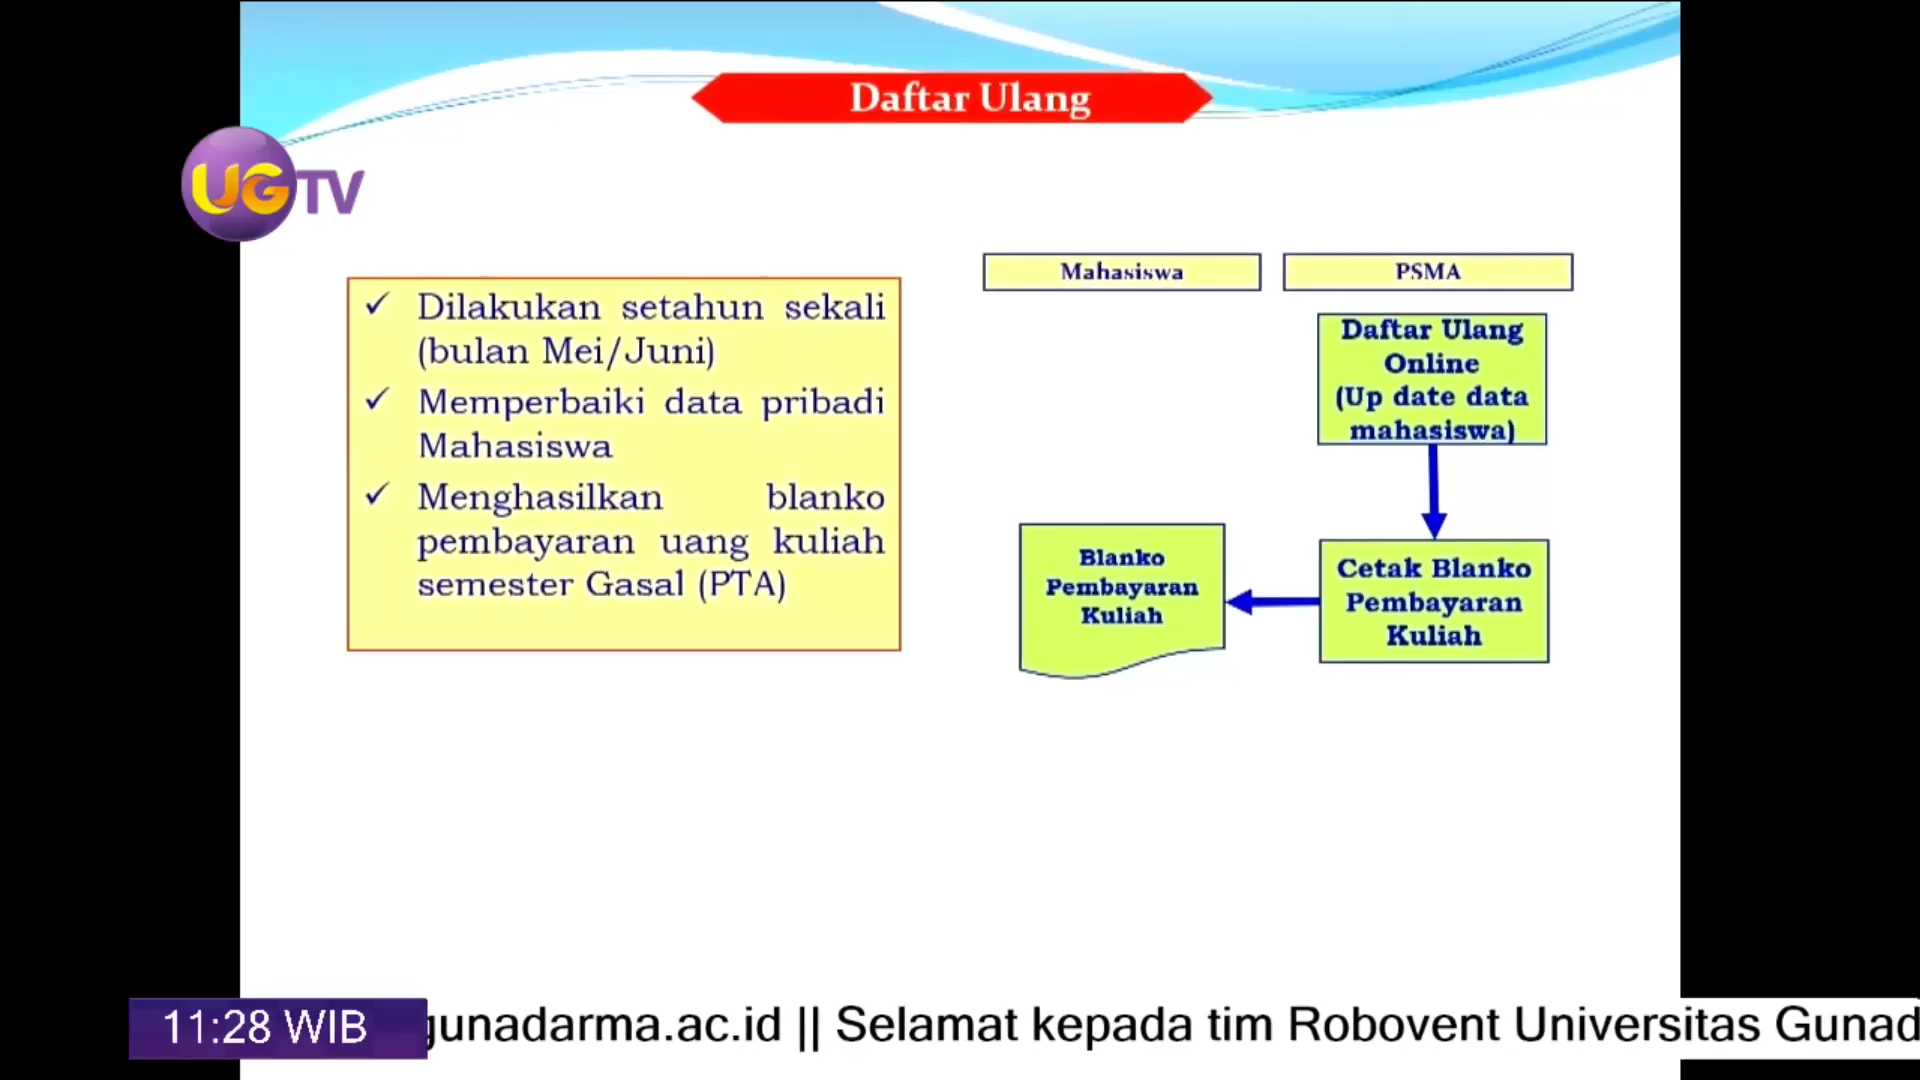 Daftar Ulang
UGTV
Dilakukan setahun sekali
(bulan Mei/Juni)
Memperbaiki data pribadi
Mahasiswa
Menghasilkan blanko
pembayaran uang kuliah
semester Gasal (PTA)
Mahasiswa
PSMA
Daftar Ulang
Online
(Up date data
mahasiswa)
Blanko
Pembayaran
Kuliah
Cetak Blanko
Pembayaran
Kuliah
11:28 WIB
gunadarma.ac.id || Selamat kepada tim Robovent Universitas Gunad